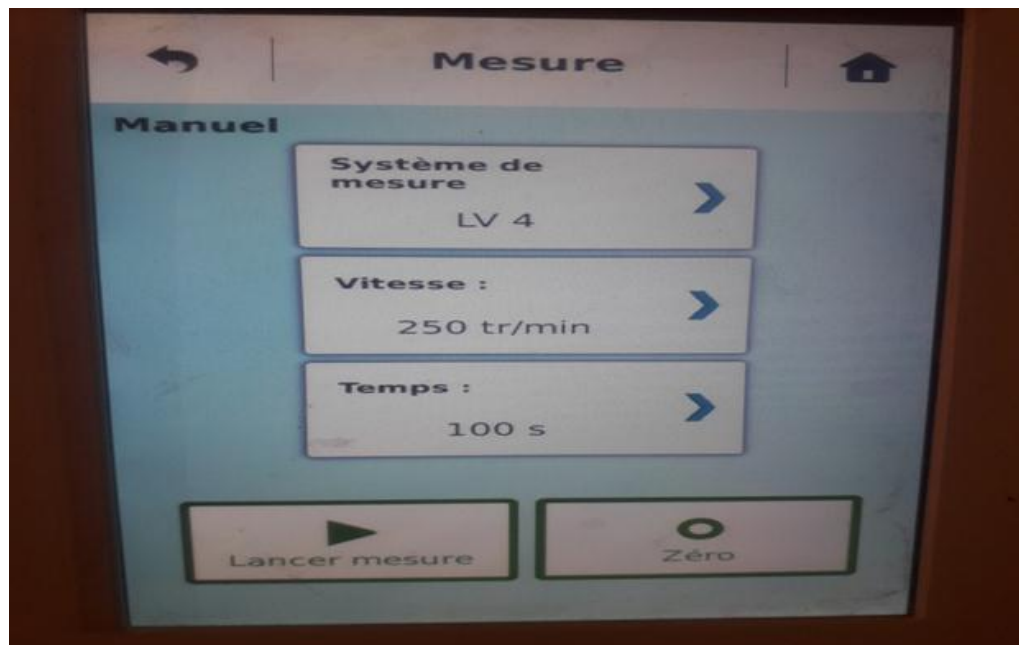 Mesure
Manuel
Système de
mesure
LV 4
Vitesse :
250 tr/min
Temps :
100 s
Lancer mesure
Zéro